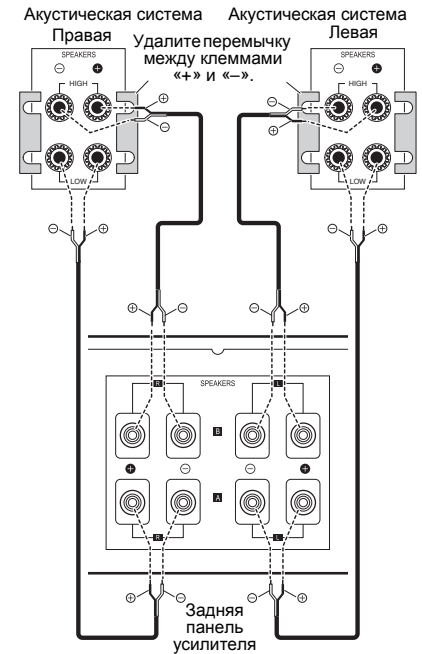 Акустическая система
Правая
Акустическая система
Левая
Удалите перемычку
между клеммами
«+» и «–».
SPEAKERS
⊖ ⊕
HIGH
LOW
SPEAKERS
⊖ ⊕
HIGH
LOW
⊕
⊖
⊖
⊕
⊖ ⊕
⊕ ⊖
⊖ ⊕
⊖ ⊕
R SPEAKERS L
B
⊕ ⊖ ⊖ ⊕
A
R L
⊕ ⊖
⊖ ⊕
Задняя
панель
усилителя